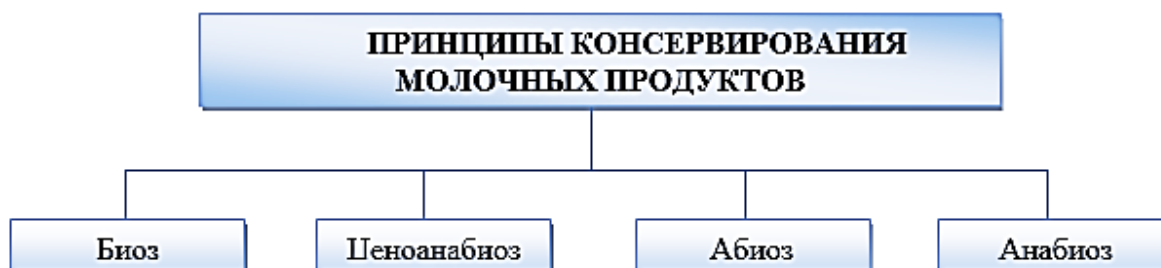 ПРИНЦИПЫ КОНСЕРВИРОВАНИЯ
МОЛОЧНЫХ ПРОДУКТОВ
Биоз
Ценоанабиоз
Абиоз
Анабиоз